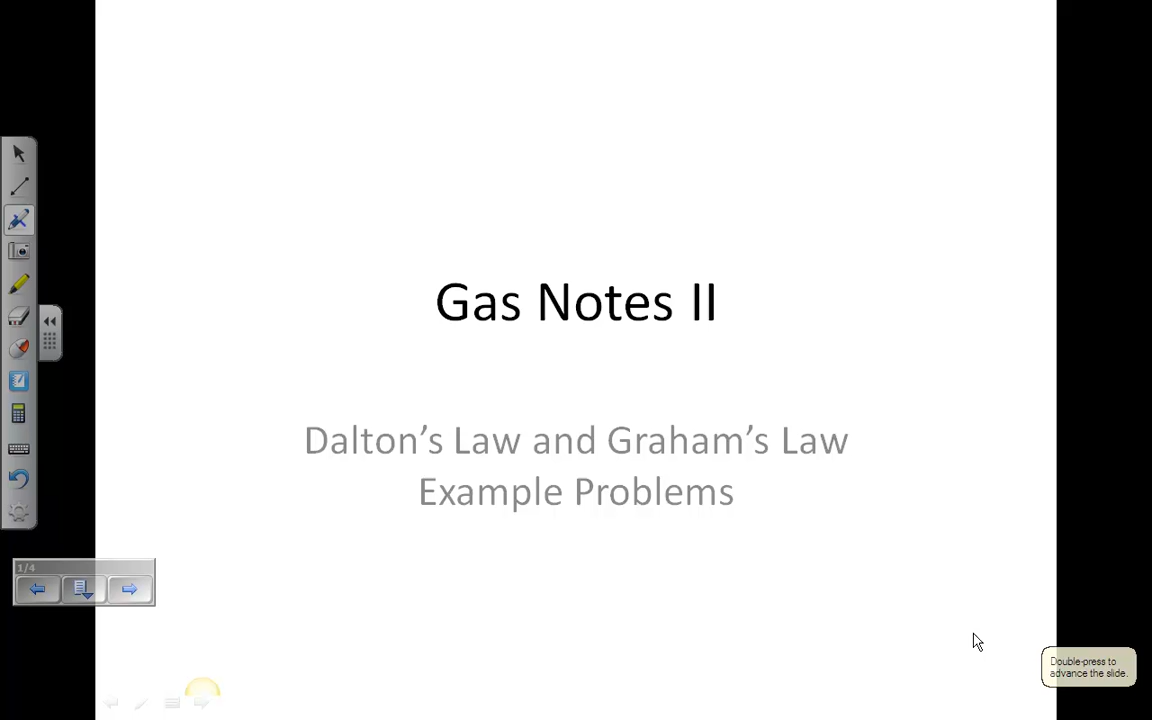 Gas Notes II
Dalton’s Law and Graham’s Law
Example Problems
1/4
Double-press to
advance the slide.